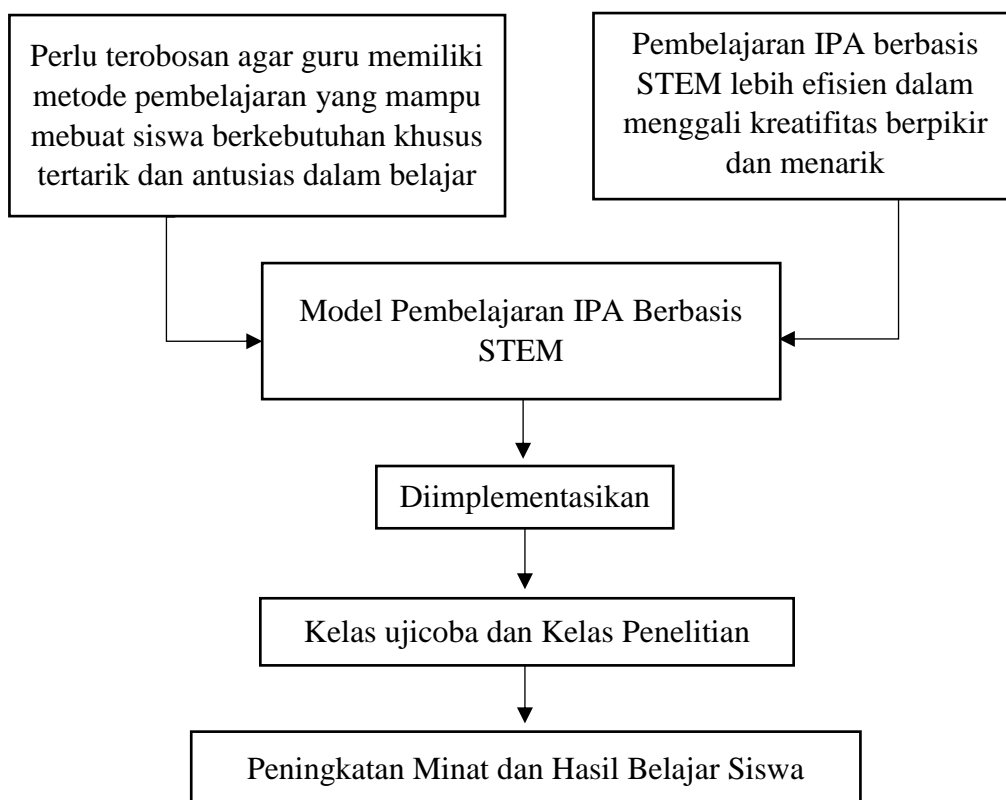 Perlu terobosan agar guru memiliki
metode pembelajaran yang mampu
mebuat siswa berkebutuhan khusus
tertarik dan antusias dalam belajar
Pembelajaran IPA berbasis
STEM lebih efisien dalam
menggali kreatifitas berpikir
dan menarik
Model Pembelajaran IPA Berbasis
STEM
Diimplementasikan
Kelas ujicoba dan Kelas Penelitian
Peningkatan Minat dan Hasil Belajar Siswa